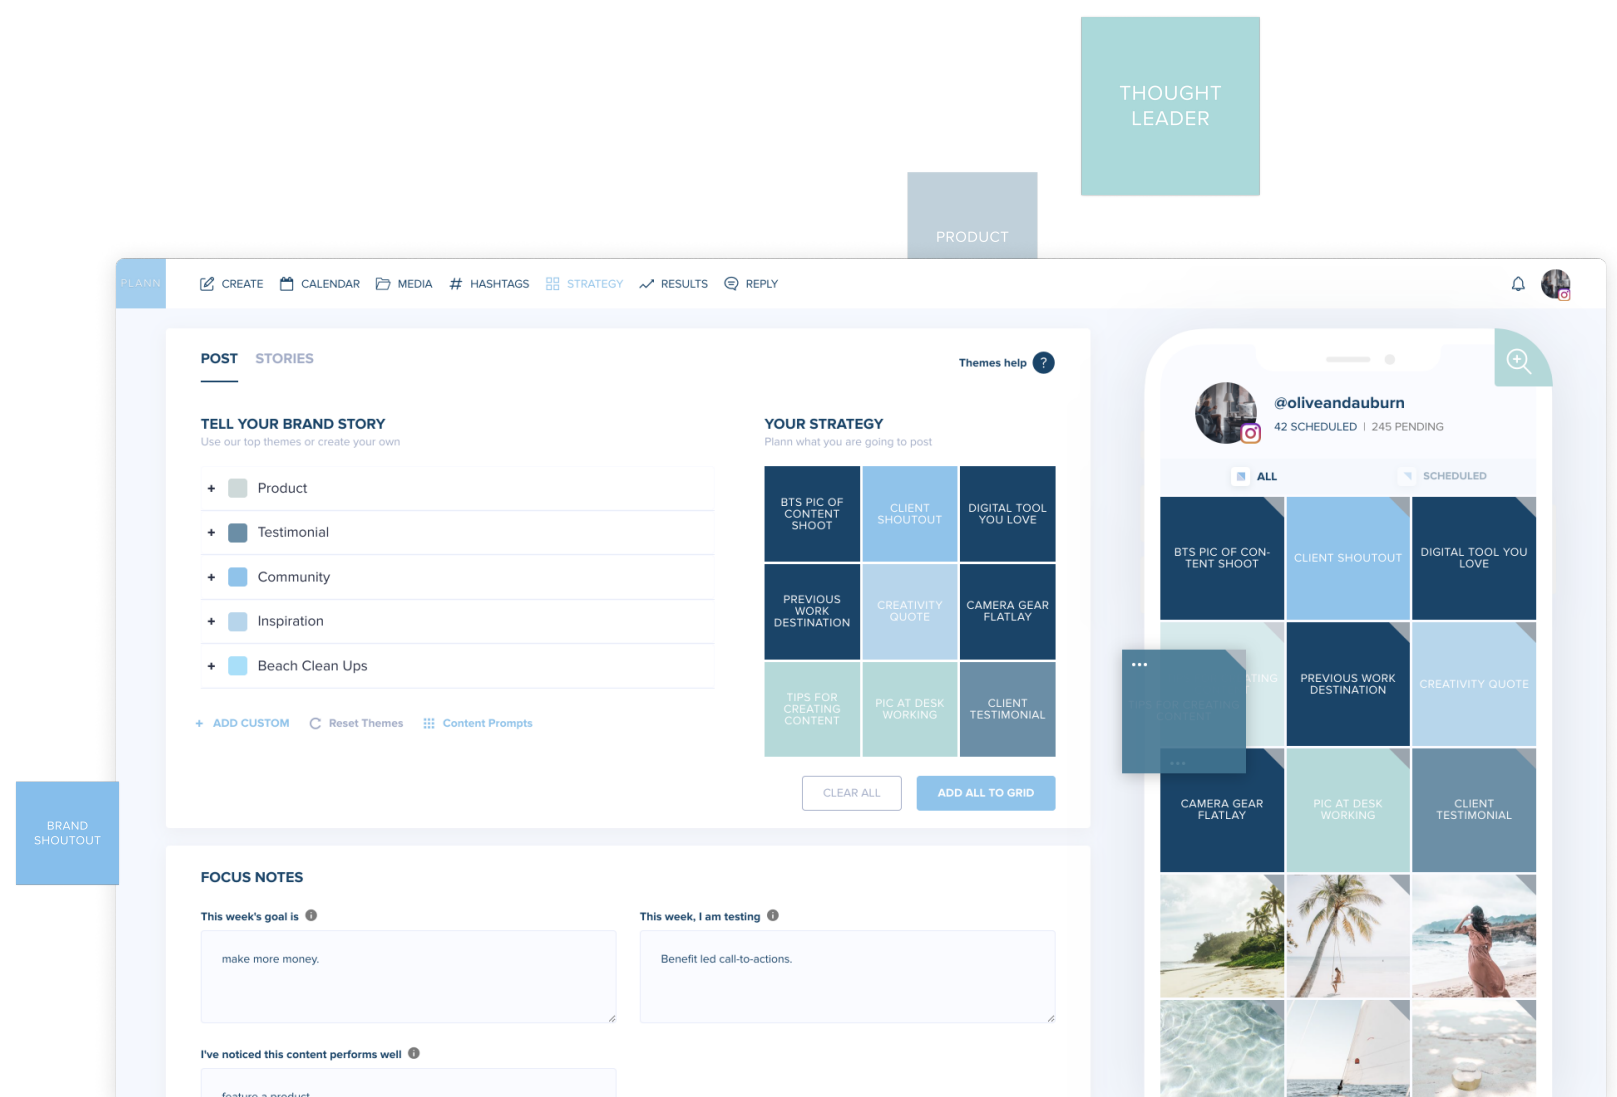 THOUGHT
LEADER
PRODUCT
PLANN
CREATE
CALENDAR
MEDIA
HASHTAGS
STRATEGY
RESULTS
REPLY
POST
STORIES
Themes help ?
TELL YOUR BRAND STORY
Use our top themes or create your own
+ Product
+ Testimonial
+ Community
+ Inspiration
+ Beach Clean Ups
+ ADD CUSTOM
Reset Themes
Content Prompts
YOUR STRATEGY
Plann what you are going to post
BTS PIC OF
CONTENT
SHOOT
CLIENT
SHOUTOUT
DIGITAL TOOL
YOU LOVE
PREVIOUS
WORK
DESTINATION
CREATIVITY
QUOTE
CAMERA GEAR
FLATLAY
TIPS FOR
CREATING
CONTENT
PIC AT DESK
WORKING
CLIENT
TESTIMONIAL
CLEAR ALL
ADD ALL TO GRID
BRAND
SHOUTOUT
FOCUS NOTES
This week's goal is
make more money.
This week, I am testing
Benefit led call-to-actions.
I've noticed this content performs well
feature a product
@oliveandauburn
42 SCHEDULED | 245 PENDING
ALL
SCHEDULED
BTS PIC OF CON-
TENT SHOOT
CLIENT SHOUTOUT
DIGITAL TOOL YOU
LOVE
TIPS FOR CREATING
CONTENT
PREVIOUS WORK
DESTINATION
CREATIVITY QUOTE
CAMERA GEAR
FLATLAY
PIC AT DESK
WORKING
CLIENT
TESTIMONIAL